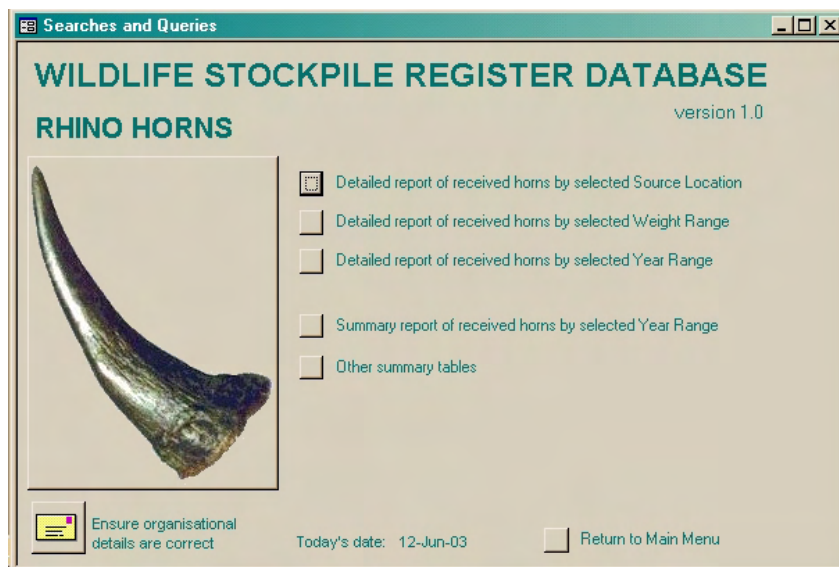 Searches and Queries
WILDLIFE STOCKPILE REGISTER DATABASE
version 1.0
RHINO HORNS
Detailed report of received horns by selected Source Location
Detailed report of received horns by selected Weight Range
Detailed report of received horns by selected Year Range
Summary report of received horns by selected Year Range
Other summary tables
Ensure organisational
details are correct
Today's date: 12-Jun-03
Return to Main Menu